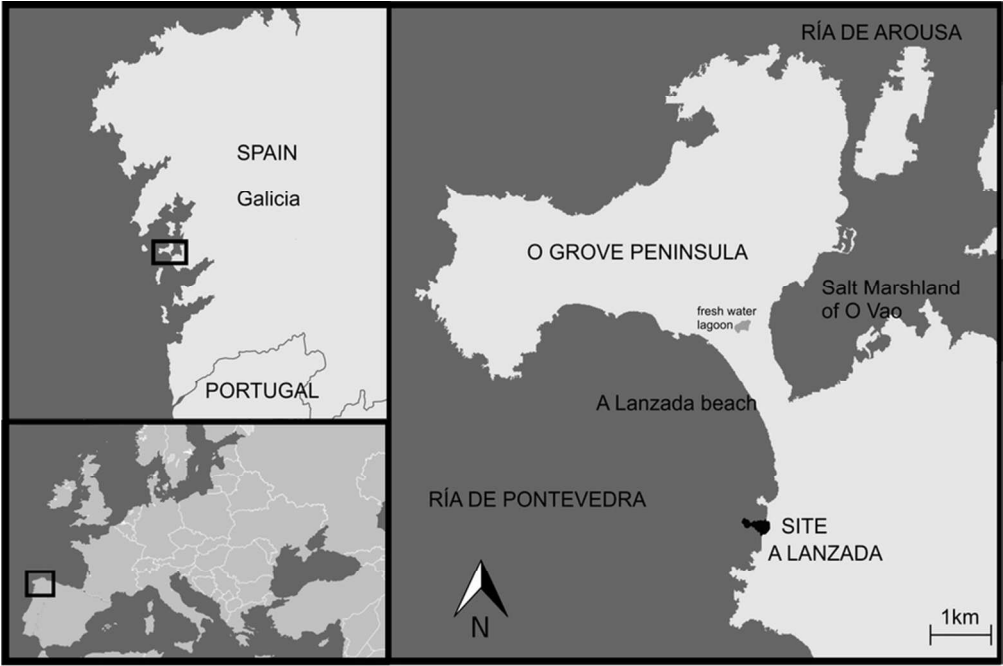 SPAIN
Galicia
PORTUGAL
RÍA DE AROUSA
O GROVE PENINSULA
Salt Marshland
of O Vao
fresh water
lagoon
A Lanzada beach
RÍA DE PONTEVEDRA
SITE
A LANZADA
N
1km